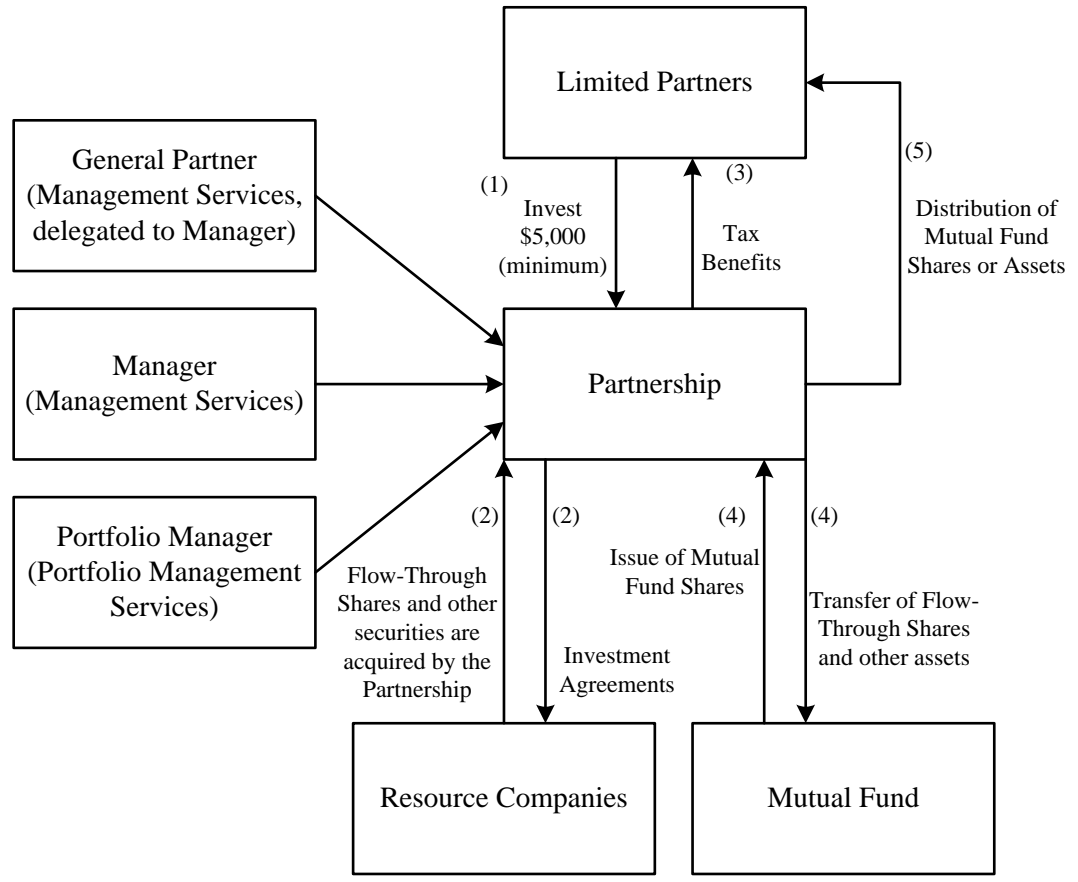 Limited Partners
General Partner
(Management Services,
delegated to Manager)
(1)
Invest
$5,000
(minimum)
(3)
Tax
Benefits
(5)
Distribution of
Mutual Fund
Shares or Assets
Manager
(Management Services)
Partnership
Portfolio Manager
(Portfolio Management
Services)
(2)
Flow-Through
Shares and other
securities are
acquired by the
Partnership
(2)
Investment
Agreements
(4)
Issue of Mutual
Fund Shares
(4)
Transfer of Flow-
Through Shares
and other assets
Resource Companies
Mutual Fund